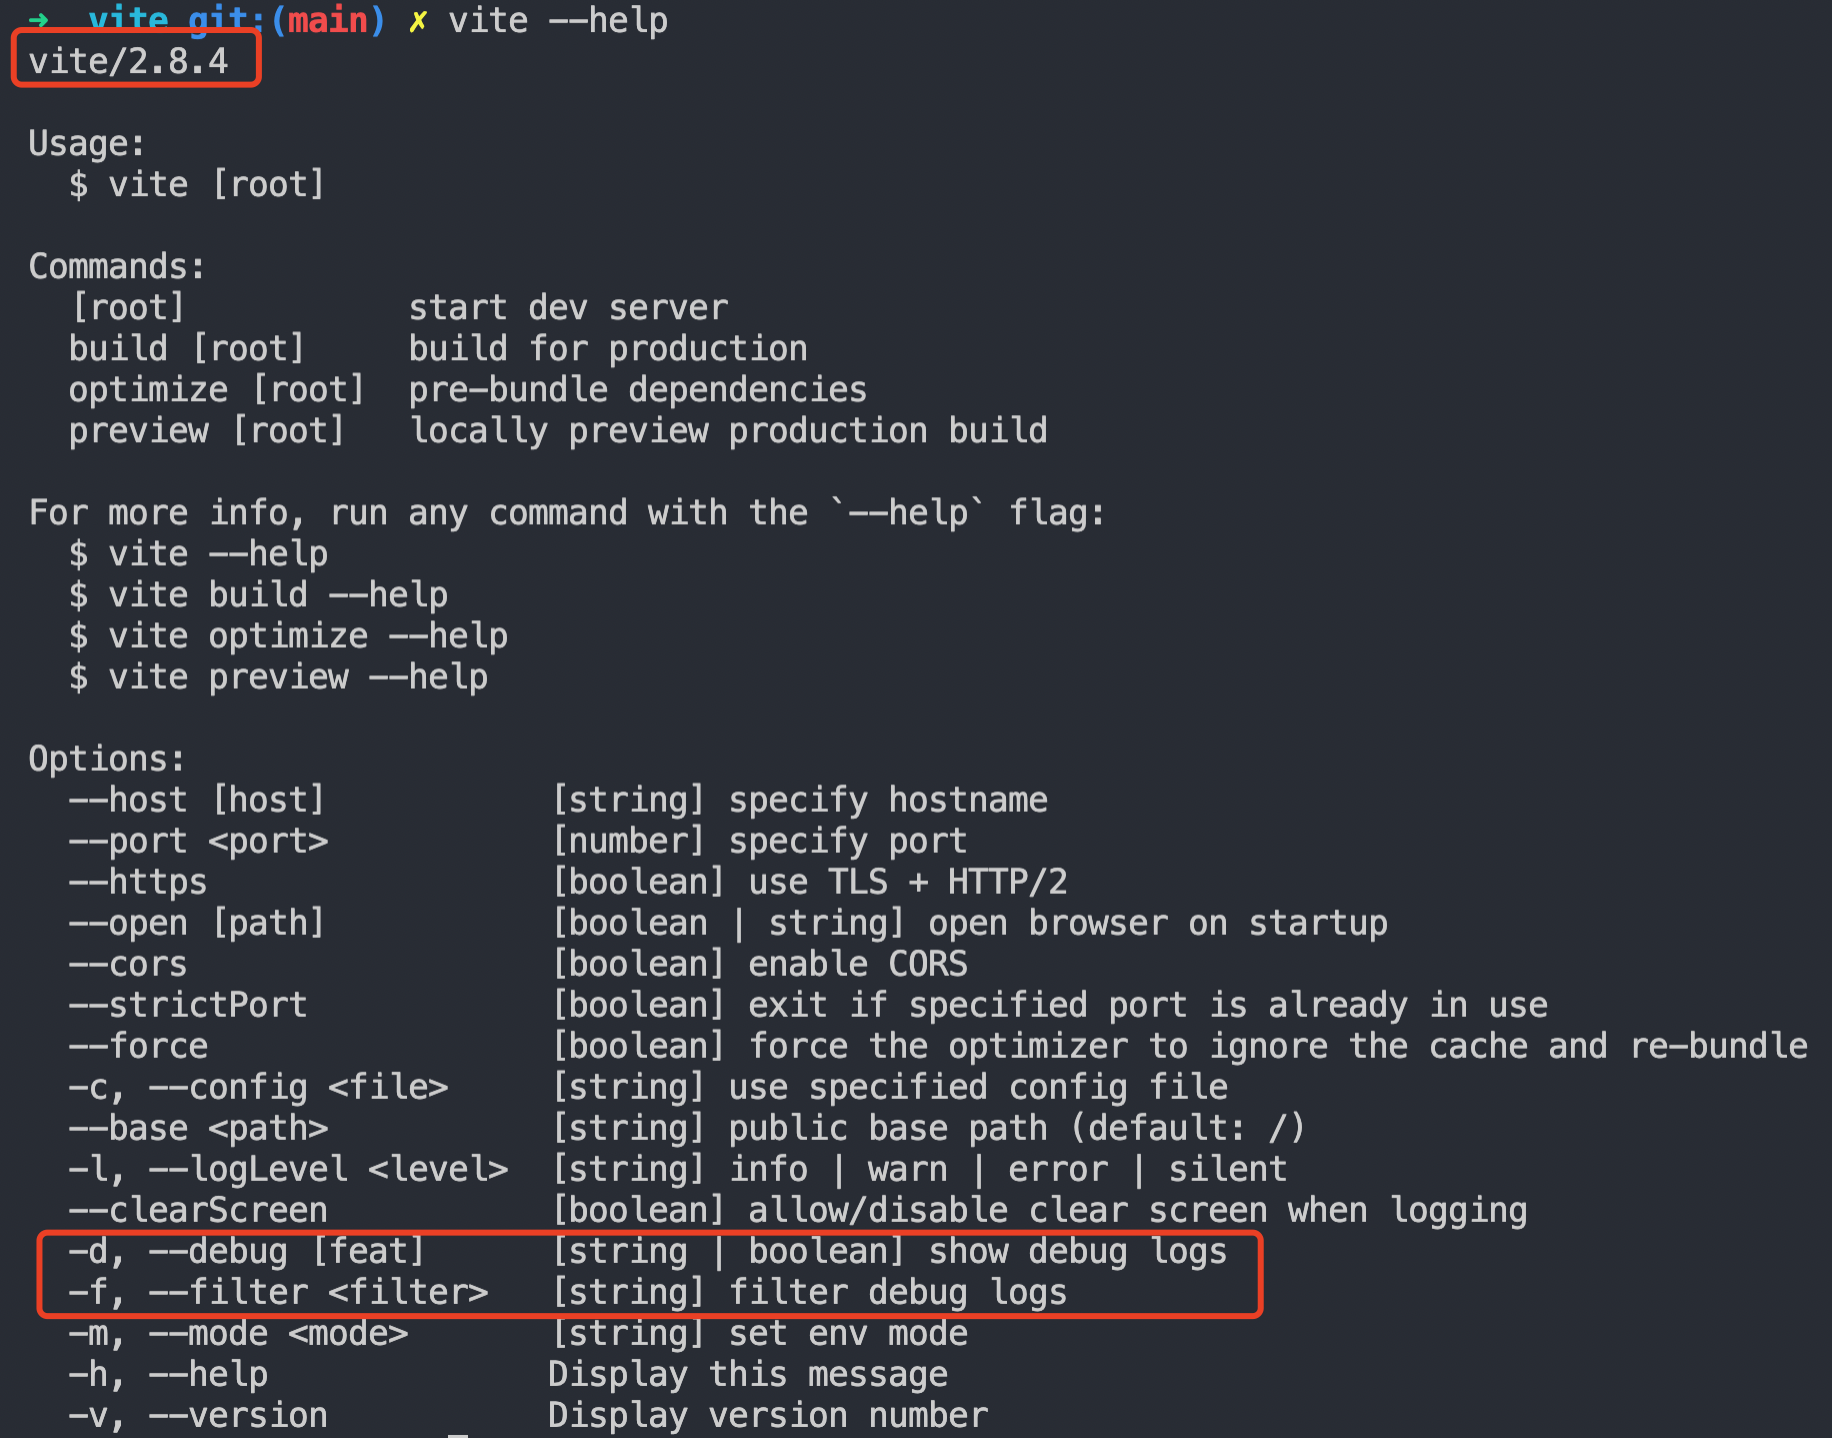 ➜  vite git:(main) ✗ vite --help
vite/2.8.4

Usage:
  $ vite [root]

Commands:
  [root]           start dev server
  build [root]     build for production
  optimize [root]  pre-bundle dependencies
  preview [root]   locally preview production build

For more info, run any command with the `--help` flag:
  $ vite --help
  $ vite build --help
  $ vite optimize --help
  $ vite preview --help

Options:
  --host [host]           [string] specify hostname
  --port <port>           [number] specify port
  --https                 [boolean] use TLS + HTTP/2
  --open [path]           [boolean | string] open browser on startup
  --cors                  [boolean] enable CORS
  --strictPort            [boolean] exit if specified port is already in use
  --force                 [boolean] force the optimizer to ignore the cache and re-bundle
  -c, --config <file>     [string] use specified config file
  --base <path>           [string] public base path (default: /)
  -l, --logLevel <level>  [string] info | warn | error | silent
  --clearScreen           [boolean] allow/disable clear screen when logging
  -d, --debug [feat]      [string | boolean] show debug logs
  -f, --filter <filter>   [string] filter debug logs
  -m, --mode <mode>       [string] set env mode
  -h, --help              Display this message
  -v, --version           Display version number